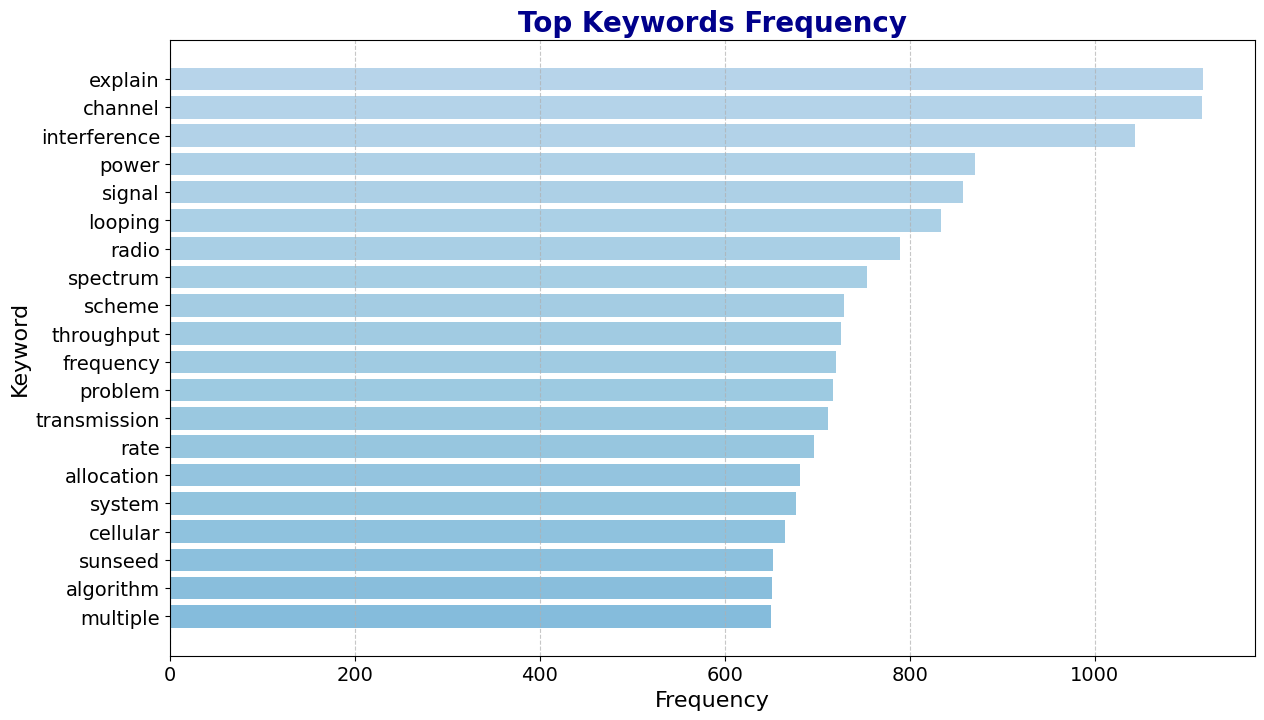 Top Keywords Frequency
Keyword
explain
channel
interference
power
signal
looping
radio
spectrum
scheme
throughput
frequency
problem
transmission
rate
allocation
system
cellular
sunseed
algorithm
multiple
0 200 400 600 800 1000
Frequency